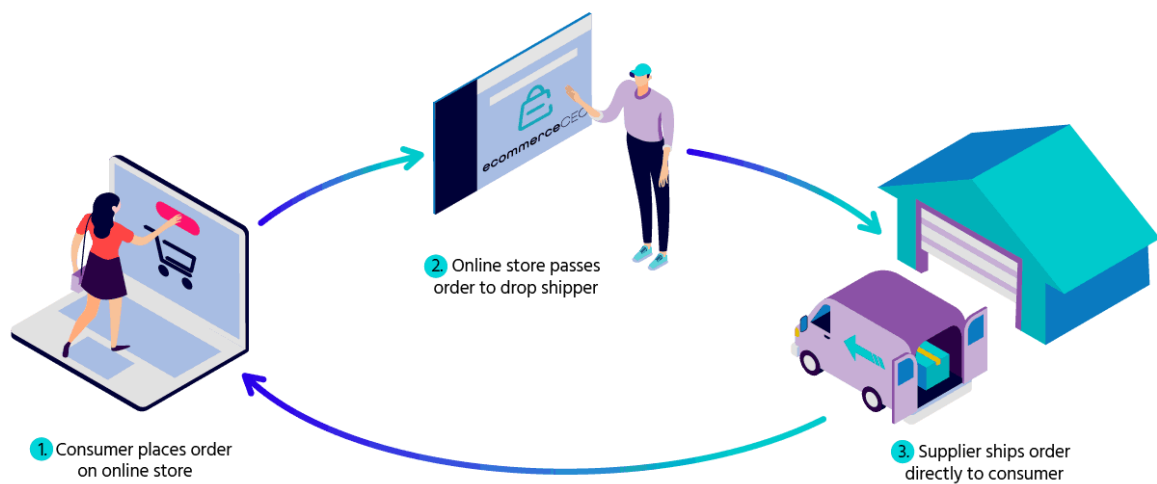 ecommerceCEO
2. Online store passes
order to drop shipper
1. Consumer places order
on online store
3. Supplier ships order
directly to consumer